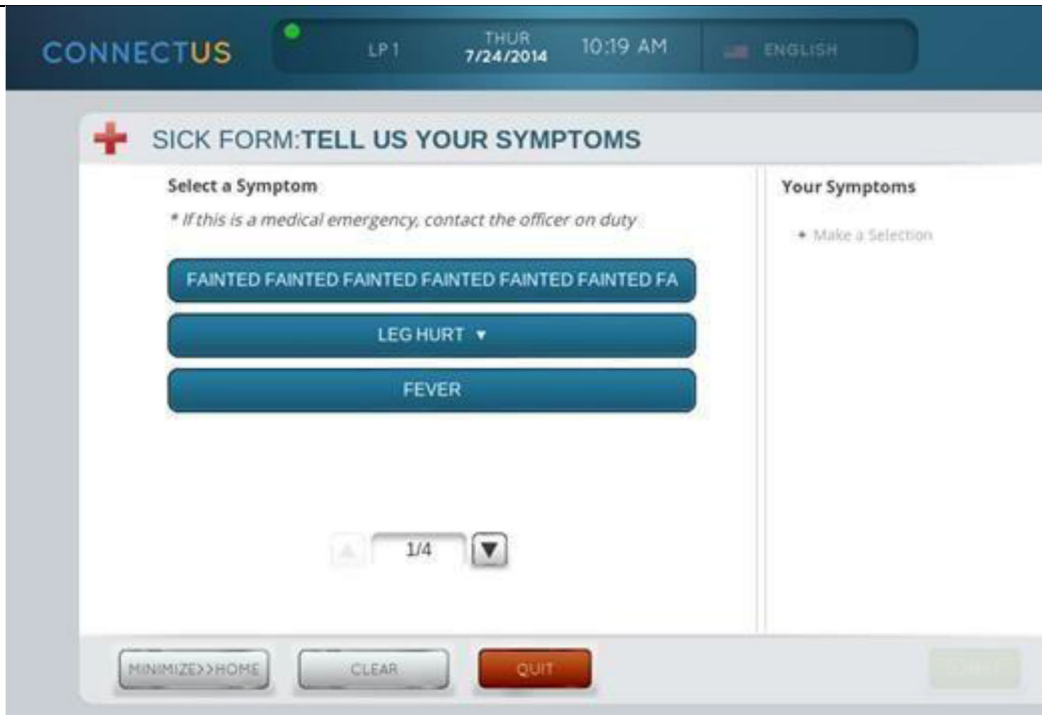 CONNECTUS
LP 1
THUR
7/24/2014
10:19 AM
ENGLISH
SICK FORM:TELL US YOUR SYMPTOMS
Select a Symptom
* If this is a medical emergency, contact the officer on duty
FAINTED FAINTED FAINTED FAINTED FAINTED FAINTED FA
LEG HURT ▼
FEVER
1/4
Your Symptoms
Make a Selection
MINIMIZE>>HOME
CLEAR
QUIT